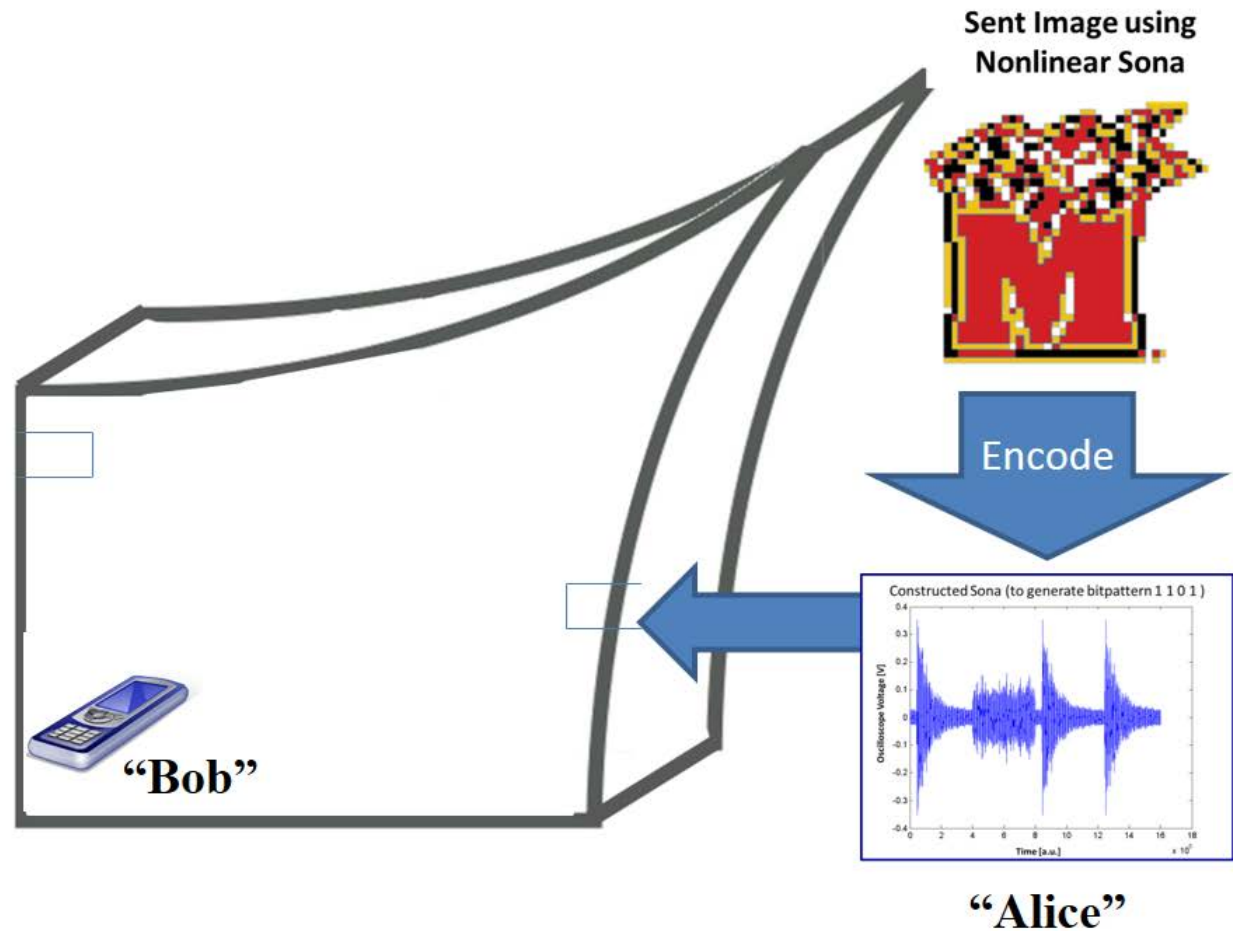 Sent Image using
Nonlinear Sona
M
Encode
Constructed Sona (to generate bitpattern 1 1 0 1 )
0.4
0.3
0.2
0.1
0
-0.1
-0.2
-0.3
-0.4
Oscilloscope Voltage [V]
0 2 4 6 8 10 12 14 16 18
Time [a.u.]
“Bob”
“Alice”